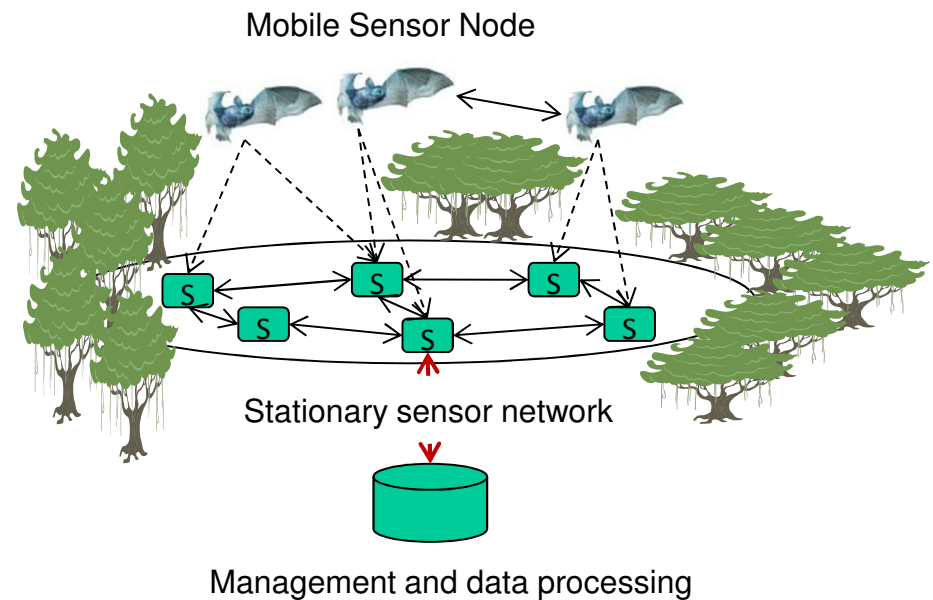 Mobile Sensor Node
S
S
S
S
S
S
Stationary sensor network
Management and data processing